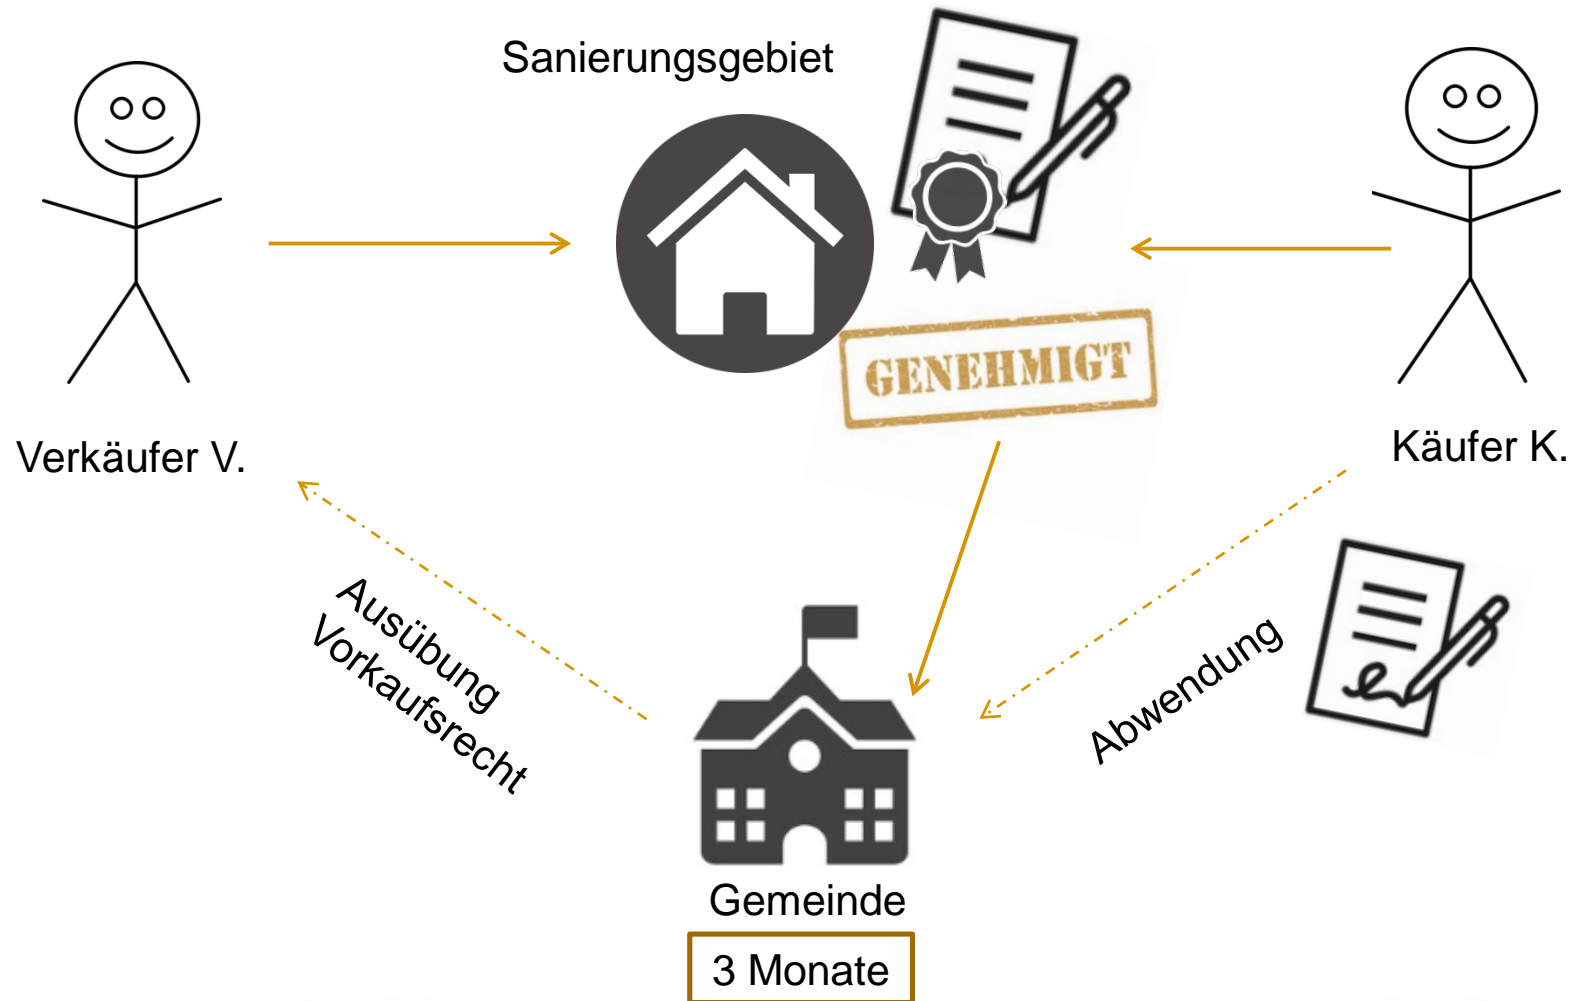 Sanierungsgebiet
GENEHMIGT
Verkäufer V.
Käufer K.
Ausübung
Vorkaufsrecht
Abwendung
Gemeinde
3 Monate